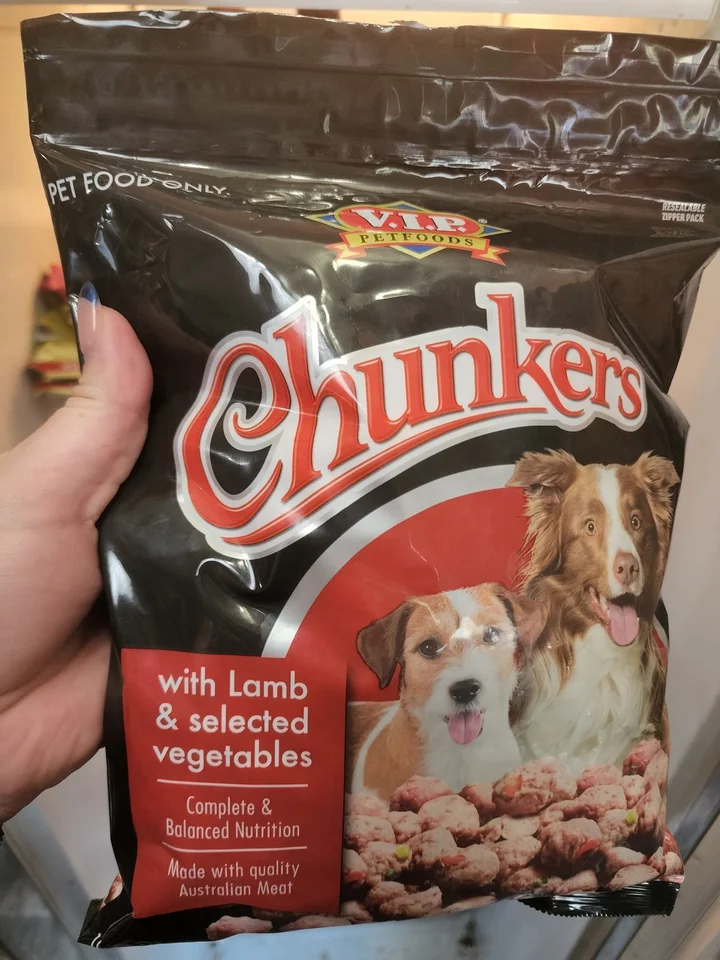 PET FOOD ONLY
RESEALABLE
ZIPPER PACK
V.I.P.®
PETFOODS
Chunkers
with Lamb
& selected
vegetables
Complete &
Balanced Nutrition
Made with quality
Australian Meat